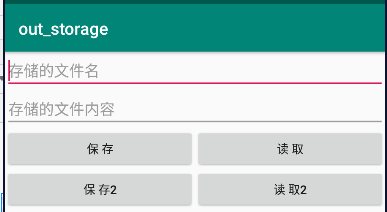 out_storage
存储的文件名
存储的文件内容
保 存 读 取
保 存2 读 取2